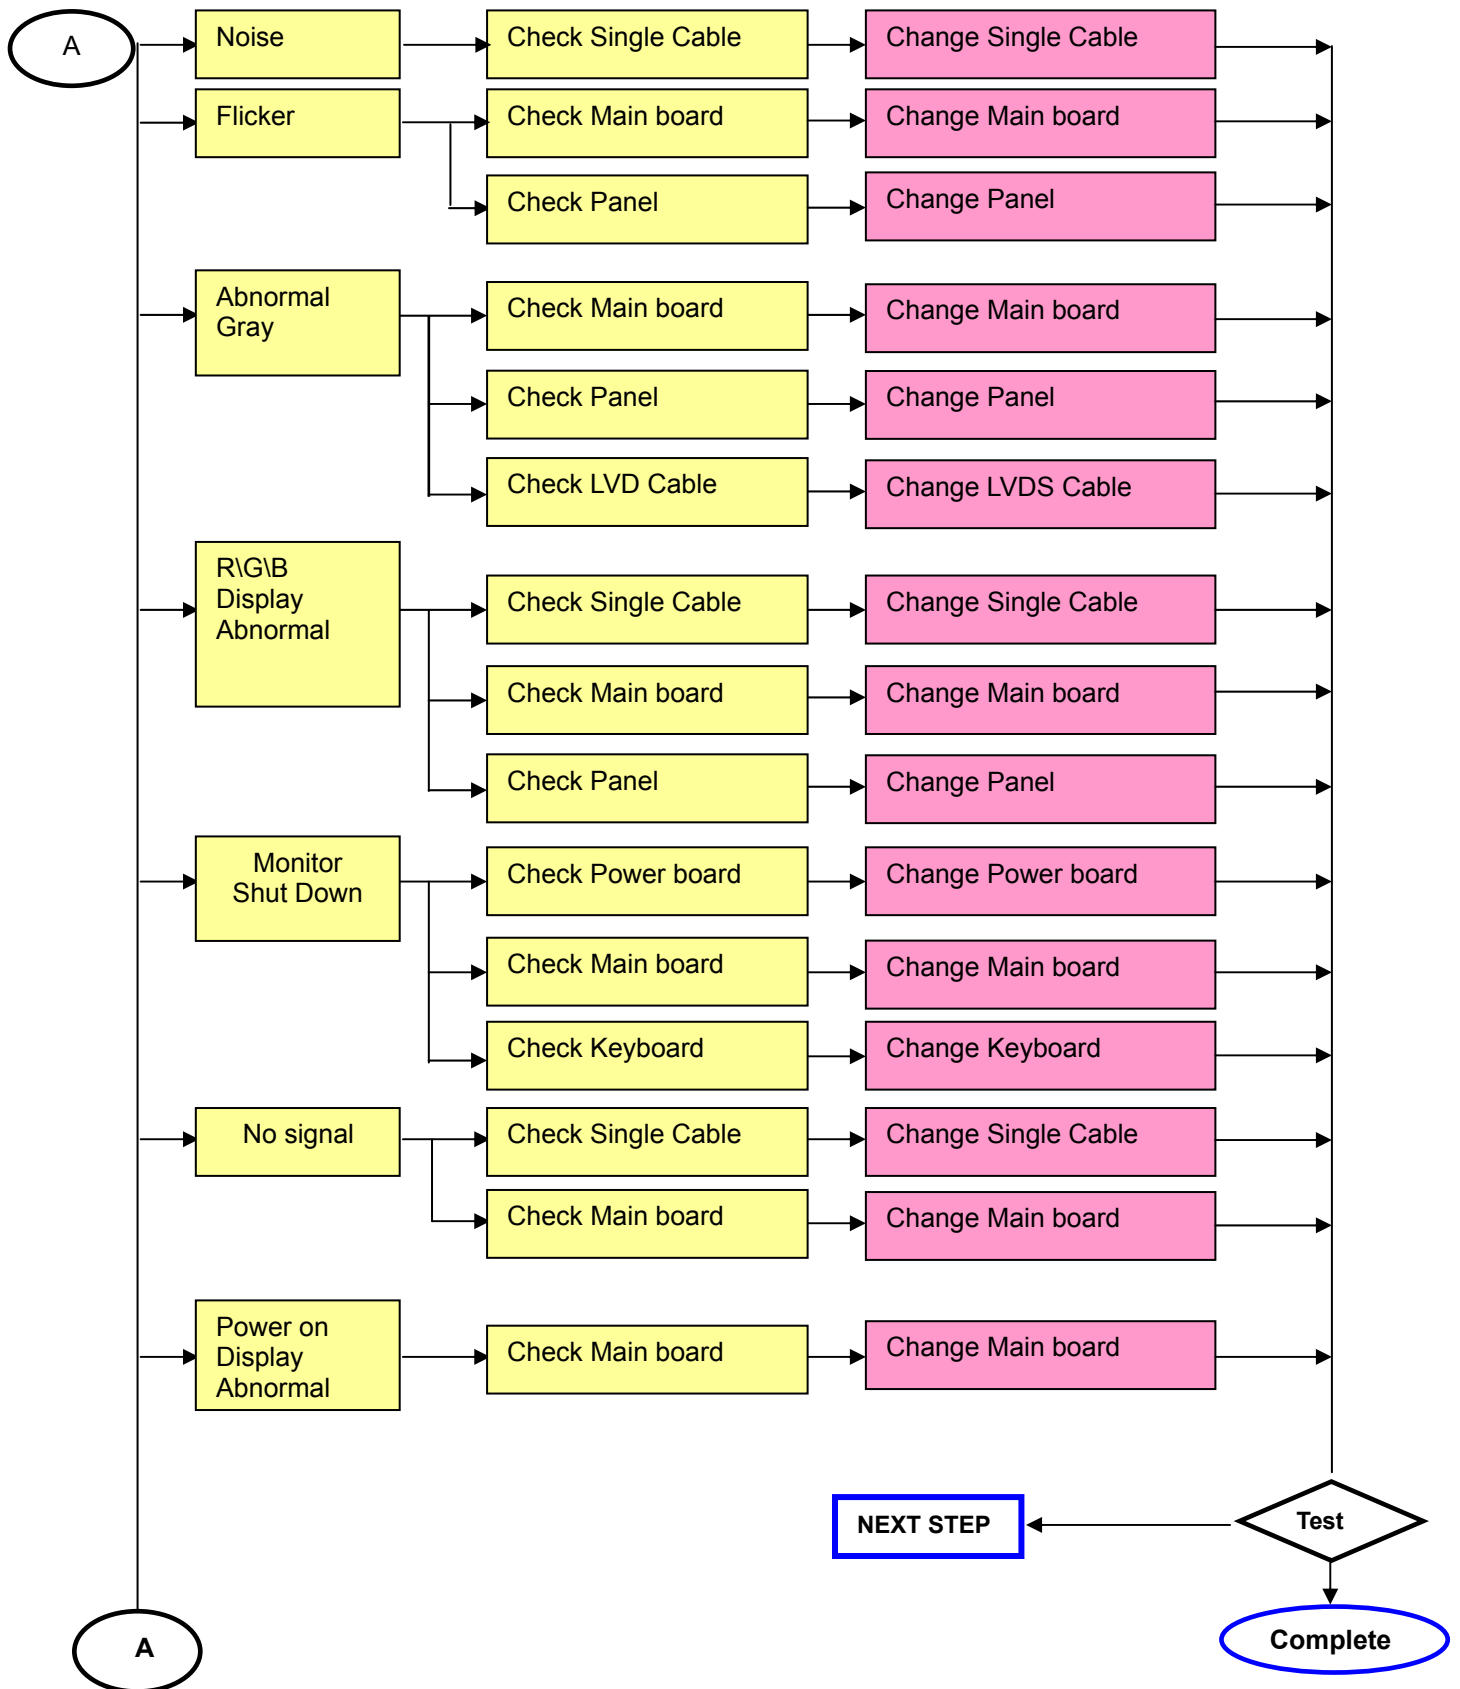 A
Noise
Check Single Cable
Change Single Cable
Flicker
Check Main board
Change Main board
Check Panel
Change Panel
Abnormal
Gray
Check Main board
Change Main board
Check Panel
Change Panel
Check LVD Cable
Change LVDS Cable
R\G\B
Display
Abnormal
Check Single Cable
Change Single Cable
Check Main board
Change Main board
Check Panel
Change Panel
Monitor
Shut Down
Check Power board
Change Power board
Check Main board
Change Main board
Check Keyboard
Change Keyboard
No signal
Check Single Cable
Change Single Cable
Check Main board
Change Main board
Power on
Display
Abnormal
Check Main board
Change Main board
NEXT STEP
Test
A
Complete